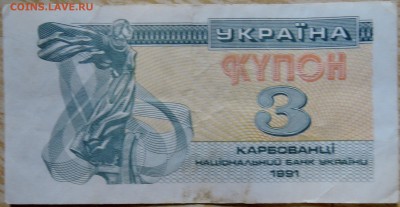 COINS.LAVE.RU
УКРАЇНА
КУПОН
3
КАРБОВАНЦІ
НАЦІОНАЛЬНИЙ БАНК УКРАЇНИ
1991